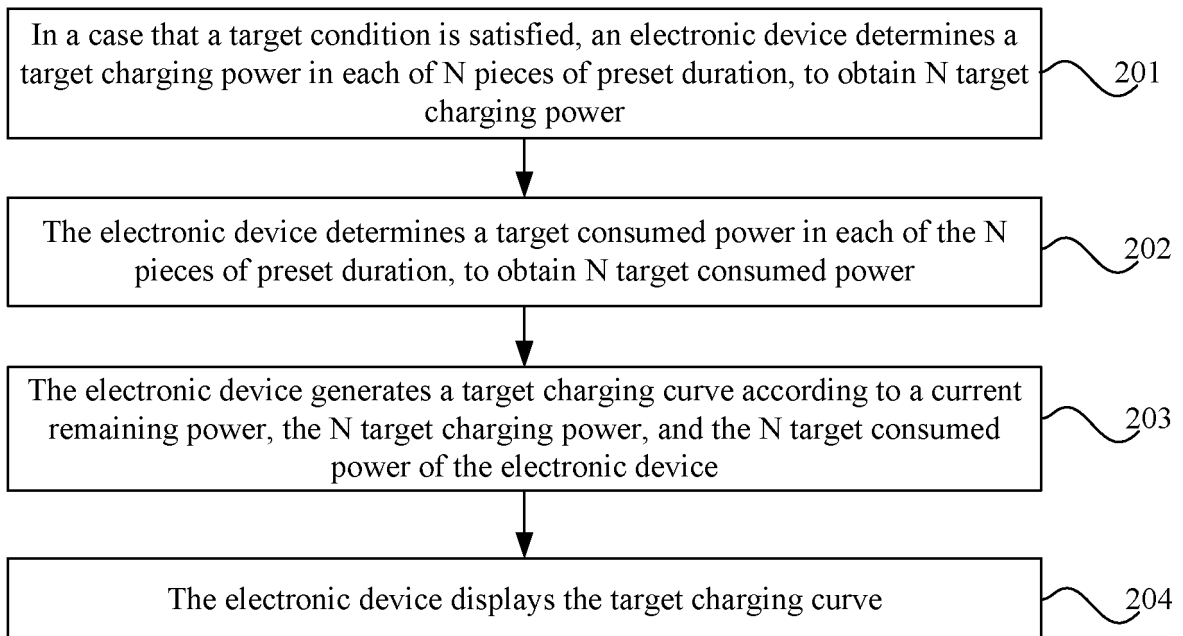 In a case that a target condition is satisfied, an electronic device determines a
target charging power in each of N pieces of preset duration, to obtain N target
charging power
201
The electronic device determines a target consumed power in each of the N
pieces of preset duration, to obtain N target consumed power
202
The electronic device generates a target charging curve according to a current
remaining power, the N target charging power, and the N target consumed
power of the electronic device
203
The electronic device displays the target charging curve
204